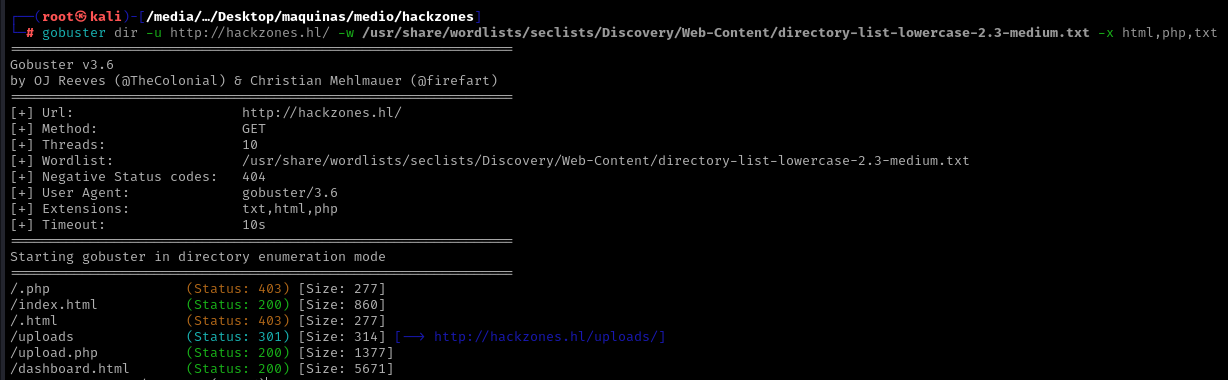 ┌──(root㉿kali)-[/media/…/Desktop/maquinas/medio/hackzones]
└─# gobuster dir -u http://hackzones.hl/ -w /usr/share/wordlists/seclists/Discovery/Web-Content/directory-list-lowercase-2.3-medium.txt -x html,php,txt
===============================================================
Gobuster v3.6
by OJ Reeves (@TheColonial) & Christian Mehlmauer (@firefart)
===============================================================
[+] Url:                     http://hackzones.hl/
[+] Method:                  GET
[+] Threads:                 10
[+] Wordlist:                /usr/share/wordlists/seclists/Discovery/Web-Content/directory-list-lowercase-2.3-medium.txt
[+] Negative Status codes:   404
[+] User Agent:              gobuster/3.6
[+] Extensions:              txt,html,php
[+] Timeout:                 10s
===============================================================
Starting gobuster in directory enumeration mode
===============================================================
/.php                 (Status: 403) [Size: 277]
/index.html           (Status: 200) [Size: 860]
/.html                (Status: 403) [Size: 277]
/uploads              (Status: 301) [Size: 314] [--> http://hackzones.hl/uploads/]
/upload.php           (Status: 200) [Size: 1377]
/dashboard.html       (Status: 200) [Size: 5671]